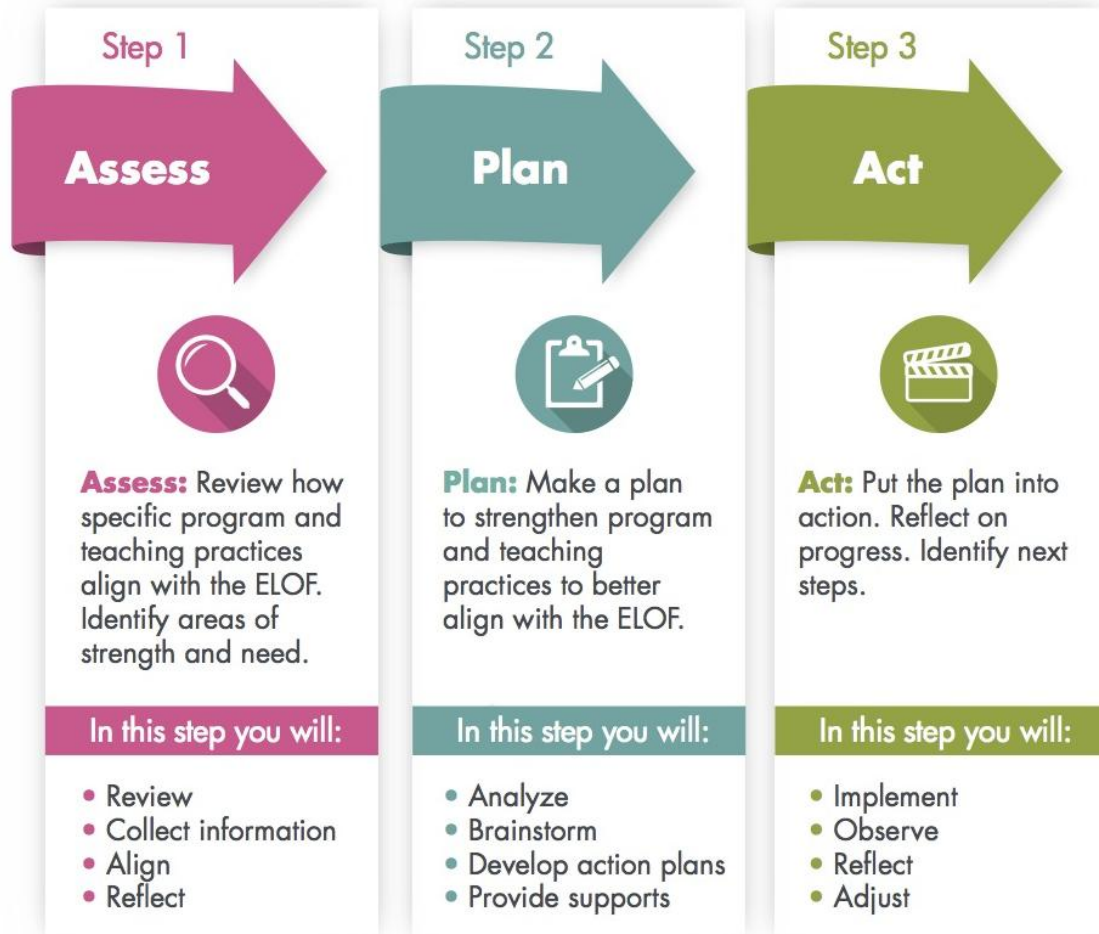 Step 1
Assess
Assess: Review how
specific program and
teaching practices
align with the ELOF.
Identify areas of
strength and need.
In this step you will:
• Review
• Collect information
• Align
• Reflect
Step 2
Plan
Plan: Make a plan
to strengthen program
and teaching
practices to better
align with the ELOF.
In this step you will:
• Analyze
• Brainstorm
• Develop action plans
• Provide supports
Step 3
Act
Act: Put the plan into
action. Reflect on
progress. Identify next
steps.
In this step you will:
• Implement
• Observe
• Reflect
• Adjust